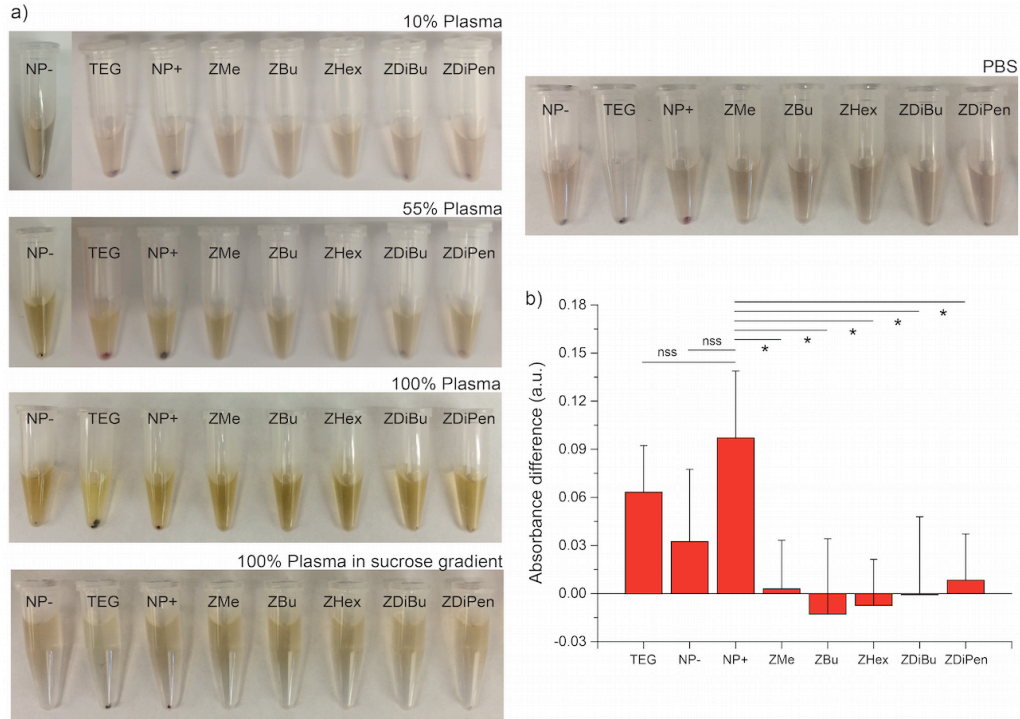 a)
10% Plasma
NP- TEG NP+ ZMe ZBu ZHex ZDiBu ZDiPen
55% Plasma
NP- TEG NP+ ZMe ZBu ZHex ZDiBu ZDiPen
100% Plasma
NP- TEG NP+ ZMe ZBu ZHex ZDiBu ZDiPen
100% Plasma in sucrose gradient
NP- TEG NP+ ZMe ZBu ZHex ZDiBu ZDiPen
PBS
NP- TEG NP+ ZMe ZBu ZHex ZDiBu ZDiPen
b)
Absorbance difference (a.u.)
0.18
0.15
0.12
0.09
0.06
0.03
0.00
-0.03
nss nss * * * * *
TEG NP- NP+ ZMe ZBu ZHex ZDiBu ZDiPen